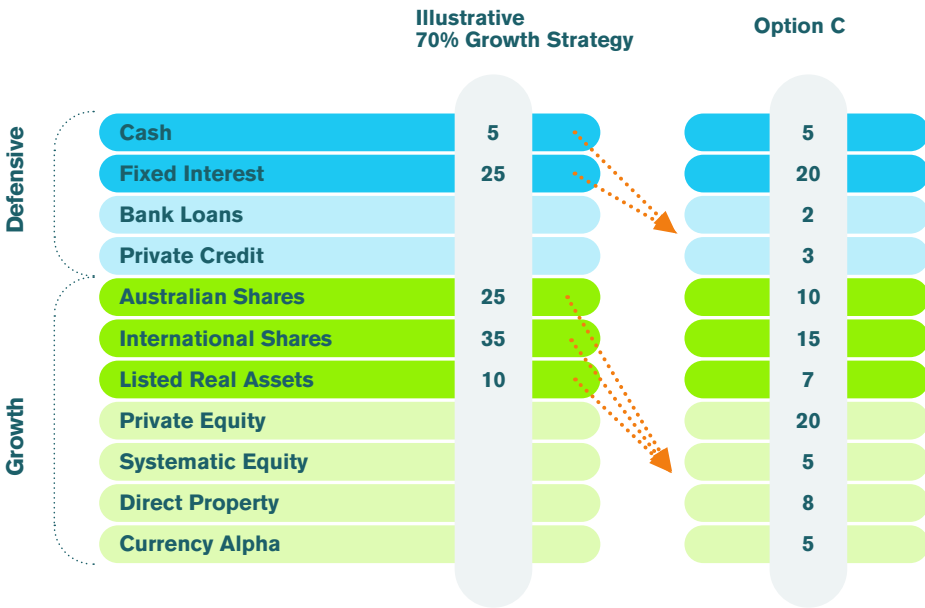 Illustrative
70% Growth Strategy
Option C
Defensive
Cash 5 5
Fixed Interest 25 20
Bank Loans 2
Private Credit 3
Growth
Australian Shares 25 10
International Shares 35 15
Listed Real Assets 10 7
Private Equity 20
Systematic Equity 5
Direct Property 8
Currency Alpha 5